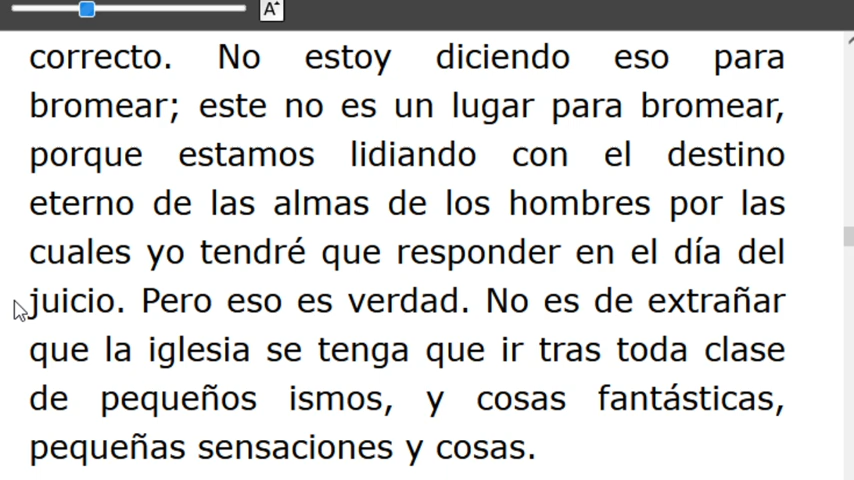 A
correcto. No estoy diciendo eso para
bromear; este no es un lugar para bromear,
porque estamos lidiando con el destino
eterno de las almas de los hombres por las
cuales yo tendré que responder en el día del
juicio. Pero eso es verdad. No es de extrañar
que la iglesia se tenga que ir tras toda clase
de pequeños ismos, y cosas fantásticas,
pequeñas sensaciones y cosas.